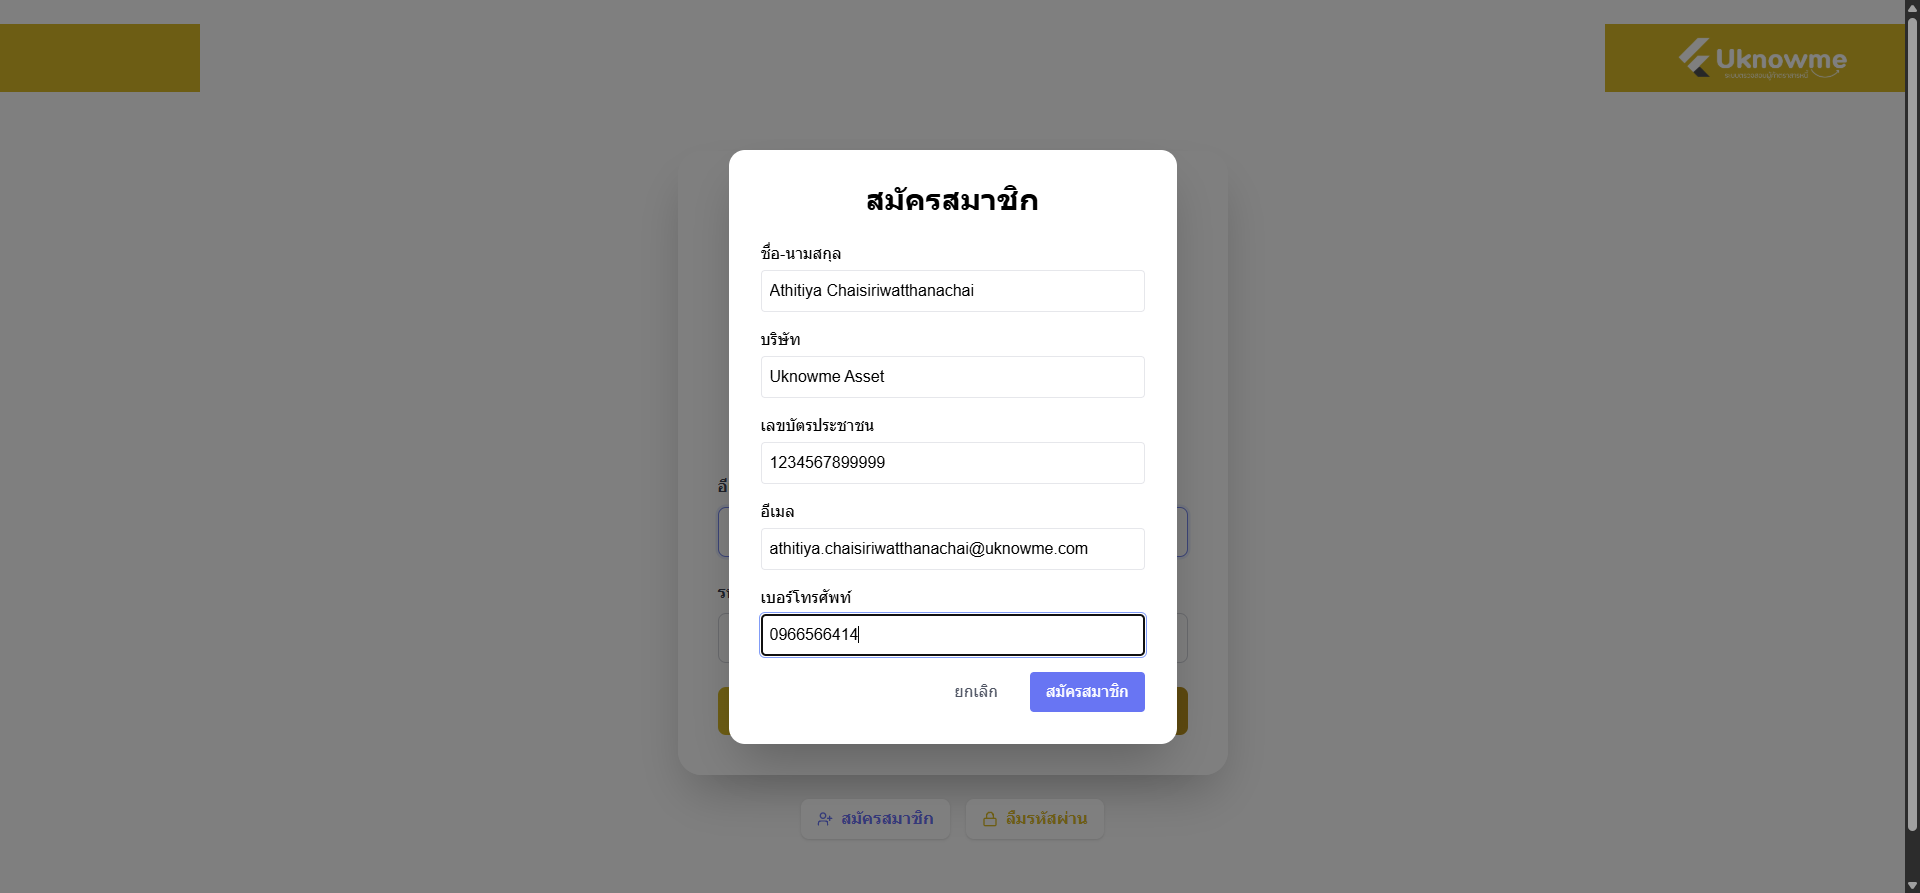 Uknowme
สมัครสมาชิก
ชื่อ-นามสกุล
Athitiya Chaisiriwatthanachai
บริษัท
Uknowme Asset
เลขบัตรประชาชน
1234567899999
อีเมล
athitiya.chaisiriwatthanachai@uknowme.com
เบอร์โทรศัพท์
0966566414
ยกเลิก
สมัครสมาชิก
สมัครสมาชิก
ลืมรหัสผ่าน